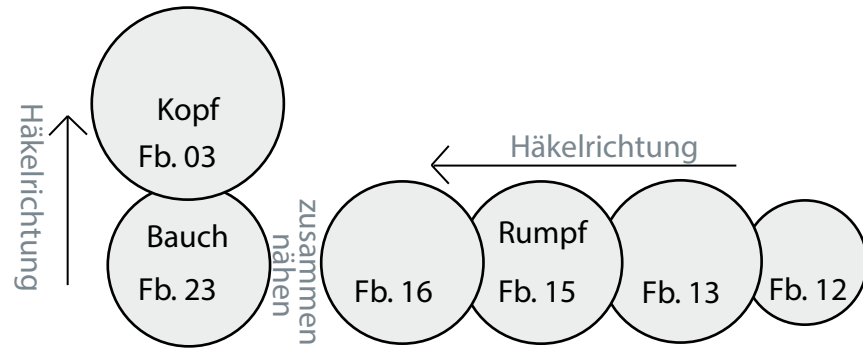 Kopf
Fb. 03
Häkelrichtung
Bauch
Fb. 23
zusammen
nähen
Häkelrichtung
Rumpf
Fb. 16
Fb. 15
Fb. 13
Fb. 12